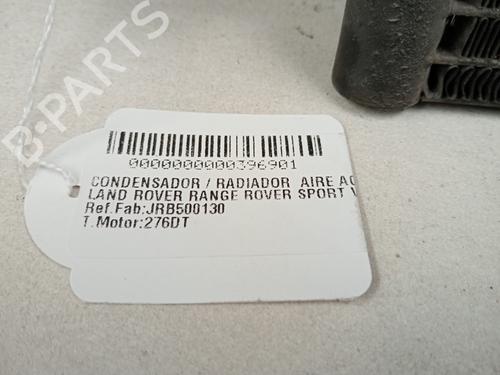 B-PARTS
0000000000396901
CONDENSADOR / RADIADOR AIRE AC
LAND ROVER RANGE ROVER SPORT V
Ref.Fab:JRB500130
T.Motor:276DT